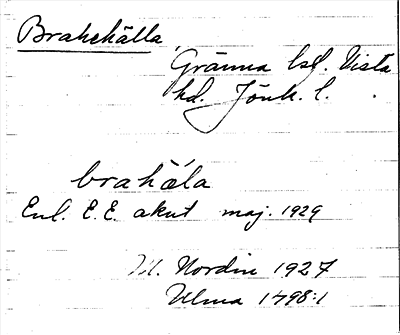 Brahehälla,
Gränna lsf. Vista
hd. Jönk. l.
brahäla
Enl. E.E. akut maj. 1929
M. Nordin 1927
Ulma 1798:1